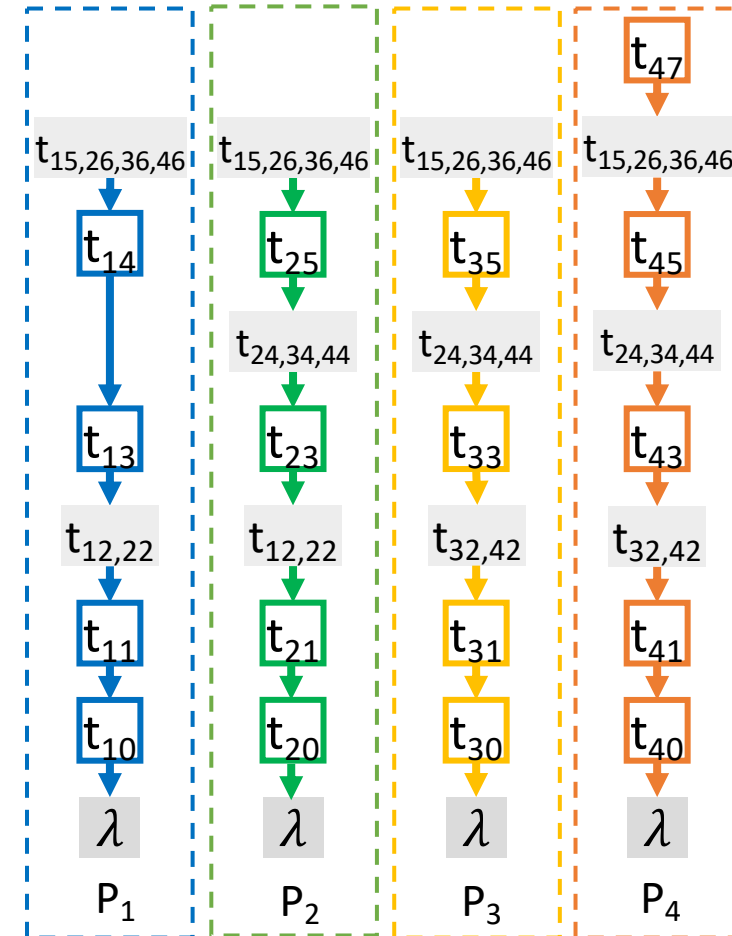 t47
t15,26,36,46 t15,26,36,46 t15,26,36,46 t15,26,36,46
t14 t25 t35 t45
t24,34,44 t24,34,44 t24,34,44
t13 t23 t33 t43
t12,22 t12,22 t32,42 t32,42
t11 t21 t31 t41
t10 t20 t30 t40
λ λ λ λ
P1 P2 P3 P4